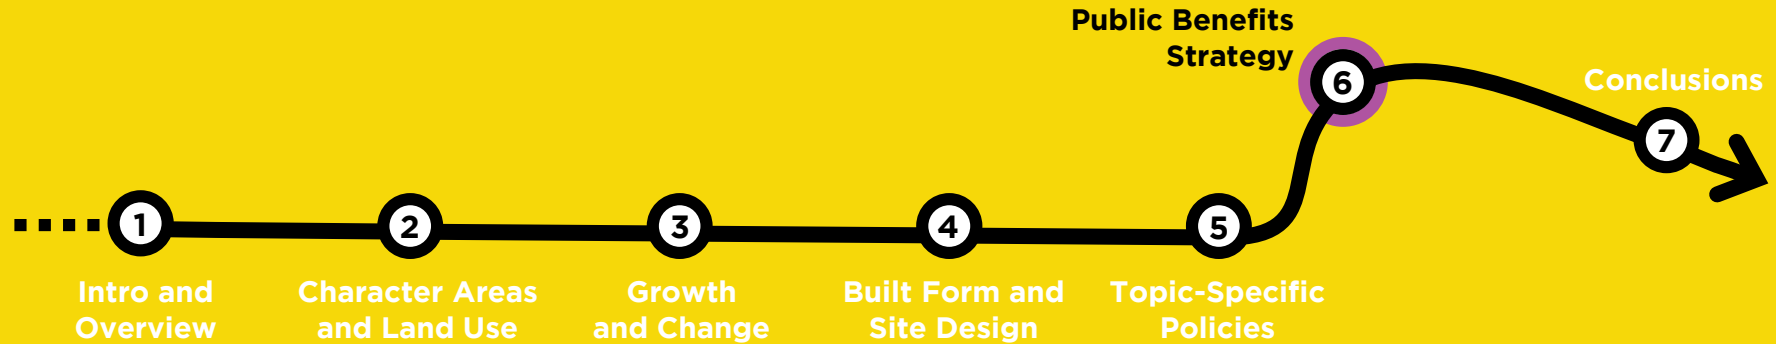 Public Benefits
Strategy
6
Conclusions
7
1
2
3
4
5
Intro and
Overview
Character Areas
and Land Use
Growth
and Change
Built Form and
Site Design
Topic-Specific
Policies